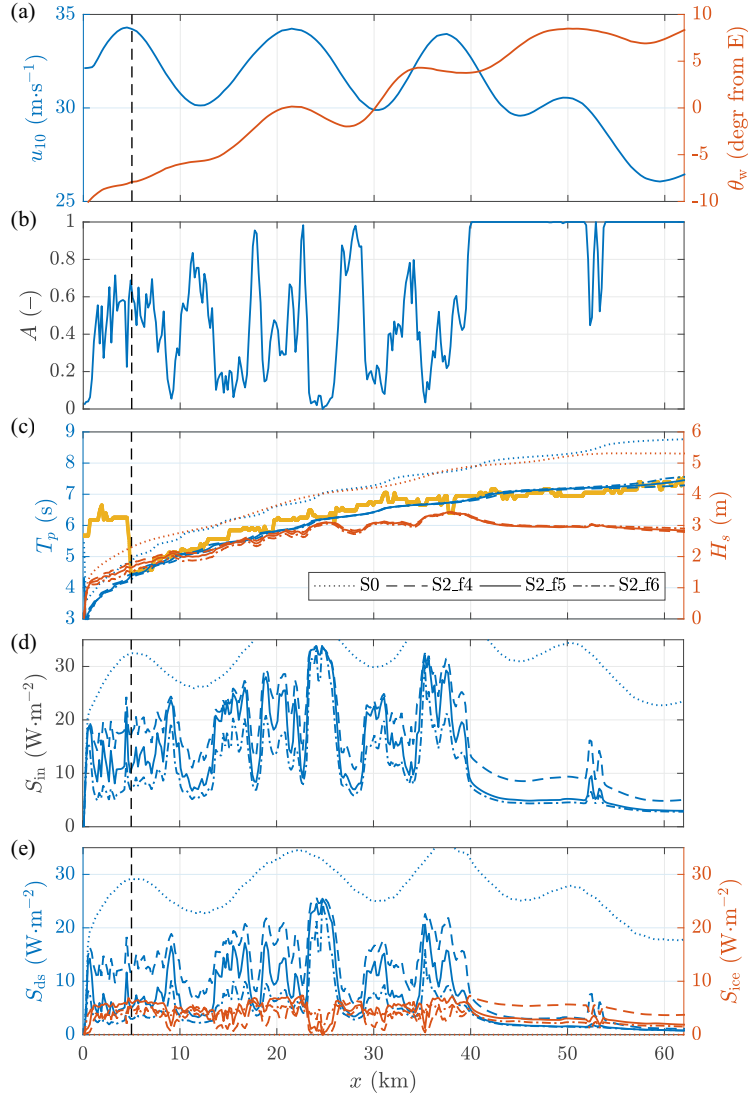 (a)
35
30
25
u10 (m·s−1)
10
5
0
-5
-10
θw (degr from E)
(b)
1
0.8
0.6
0.4
0.2
0
A (−)
(c)
9
8
7
6
5
4
3
Tp (s)
6
5
4
3
2
1
0
Hs (m)
S0 S2_f4 S2_f5 S2_f6
(d)
30
20
10
0
Sin (W·m−2)
(e)
30
20
10
0
Sds (W·m−2)
30
20
10
0
Sice (W·m−2)
0 10 20 30 40 50 60
x (km)